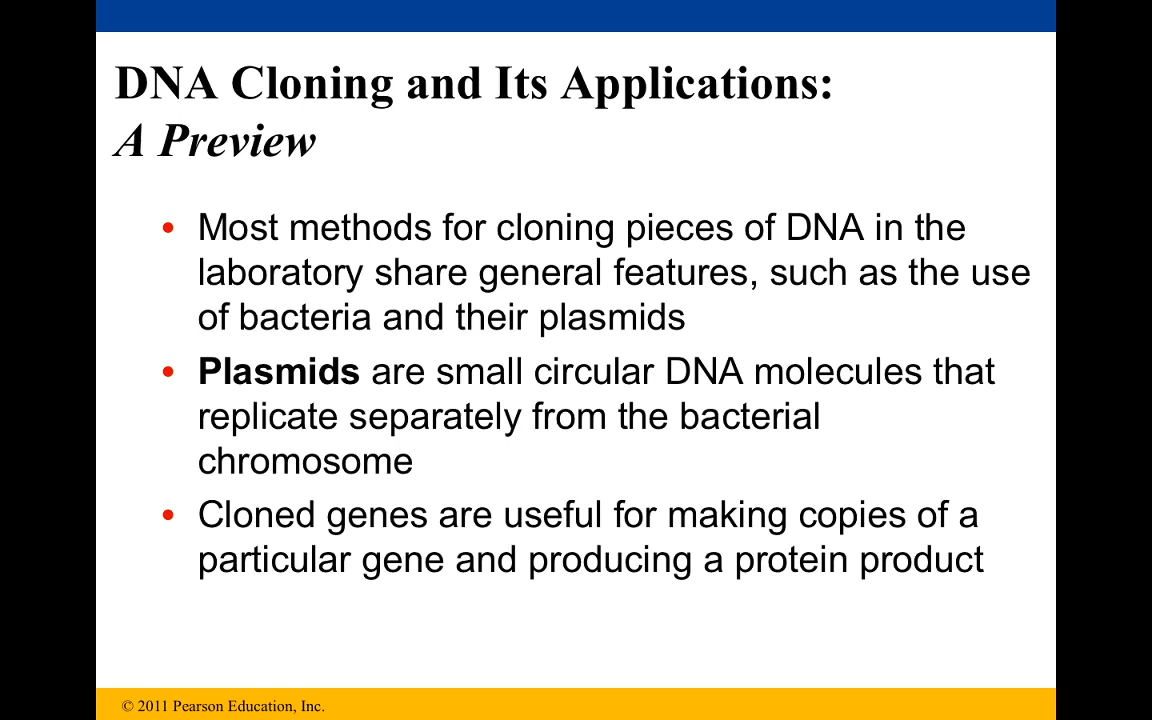 DNA Cloning and Its Applications:
A Preview
• Most methods for cloning pieces of DNA in the
laboratory share general features, such as the use
of bacteria and their plasmids
• Plasmids are small circular DNA molecules that
replicate separately from the bacterial
chromosome
• Cloned genes are useful for making copies of a
particular gene and producing a protein product
© 2011 Pearson Education, Inc.